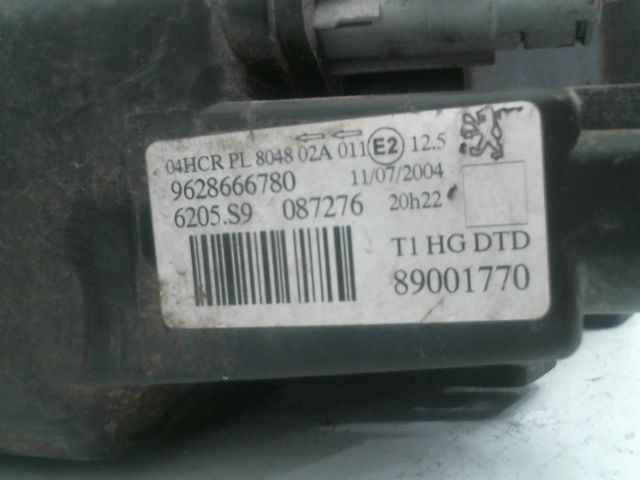 04HCR PL 8048 02A 011 E2 12.5
9628666780 11/07/2004
6205.S9 087276 20h22
T1 HG DTD
89001770